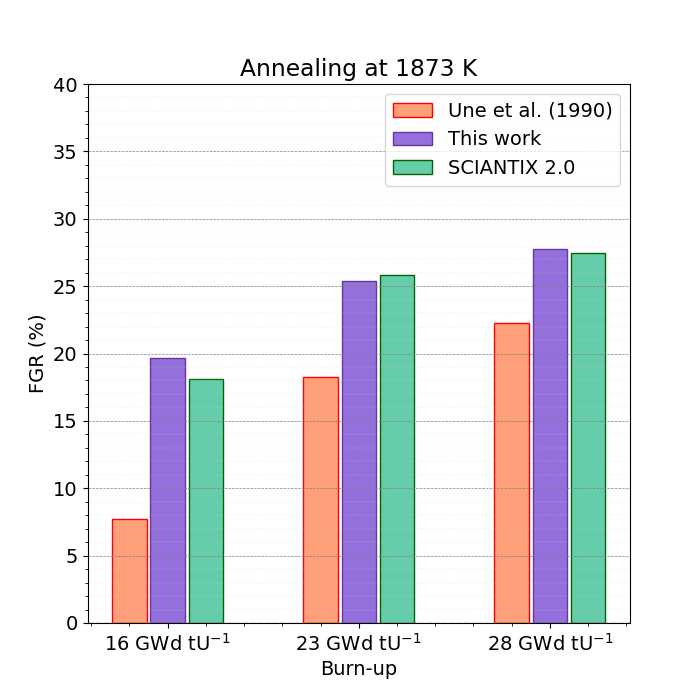 Annealing at 1873 K
Une et al. (1990)
This work
SCIANTIX 2.0
FGR (%)
40
35
30
25
20
15
10
5
0
16 GWd tU⁻¹ 23 GWd tU⁻¹ 28 GWd tU⁻¹
Burn-up